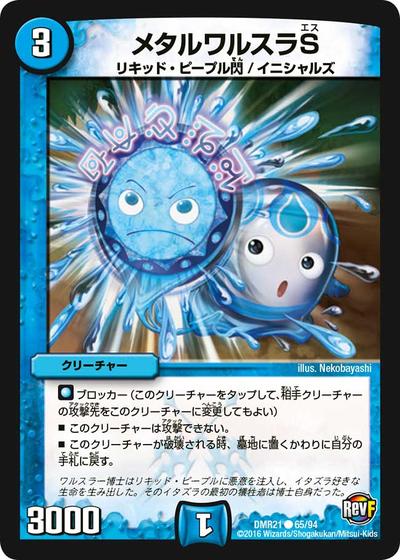 3
メタルワルスラS
エス
リキッド・ピープル閃 / イニシャルズ
せん
illus. Nekobayashi
クリーチャー
ブロッカー (このクリーチャーをタップして、相手クリーチャー
の攻撃先をこのクリーチャーに変更してもよい)
■ このクリーチャーは攻撃できない。
■ このクリーチャーが破壊される時、墓地に置くかわりに自分の
手札に戻す。
ワルスラー博士はリキッド・ピープルに悪意を注入し、イタズラ好きな
生命を生み出した。そのイタズラの最初の犠牲者は博士自身だった。
3000
1
DMR21 ● 65/94
©2016 Wizards/Shogakukan/Mitsui-Kids
RevF